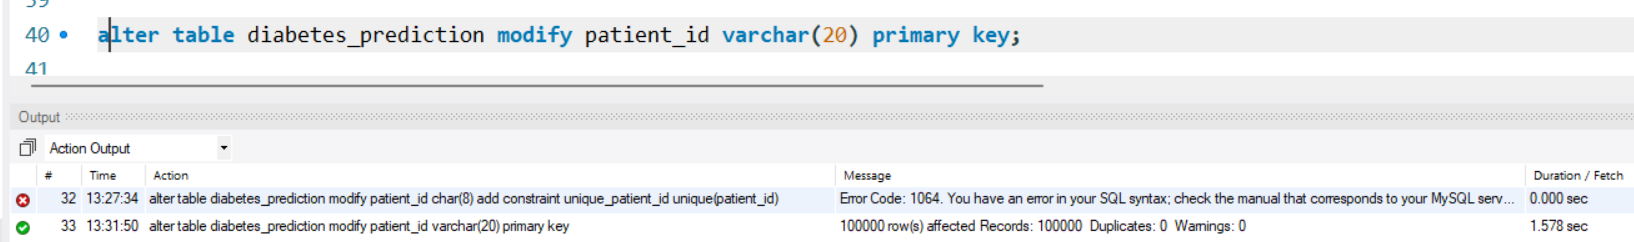 39
40 alter table diabetes_prediction modify patient_id varchar(20) primary key;
41
Output
Action Output
# Time Action Message Duration / Fetch
32 13:27:34 alter table diabetes_prediction modify patient_id char(8) add constraint unique_patient_id unique(patient_id) Error Code: 1064. You have an error in your SQL syntax; check the manual that corresponds to your MySQL serv... 0.000 sec
33 13:31:50 alter table diabetes_prediction modify patient_id varchar(20) primary key 100000 row(s) affected Records: 100000 Duplicates: 0 Warnings: 0 1.578 sec